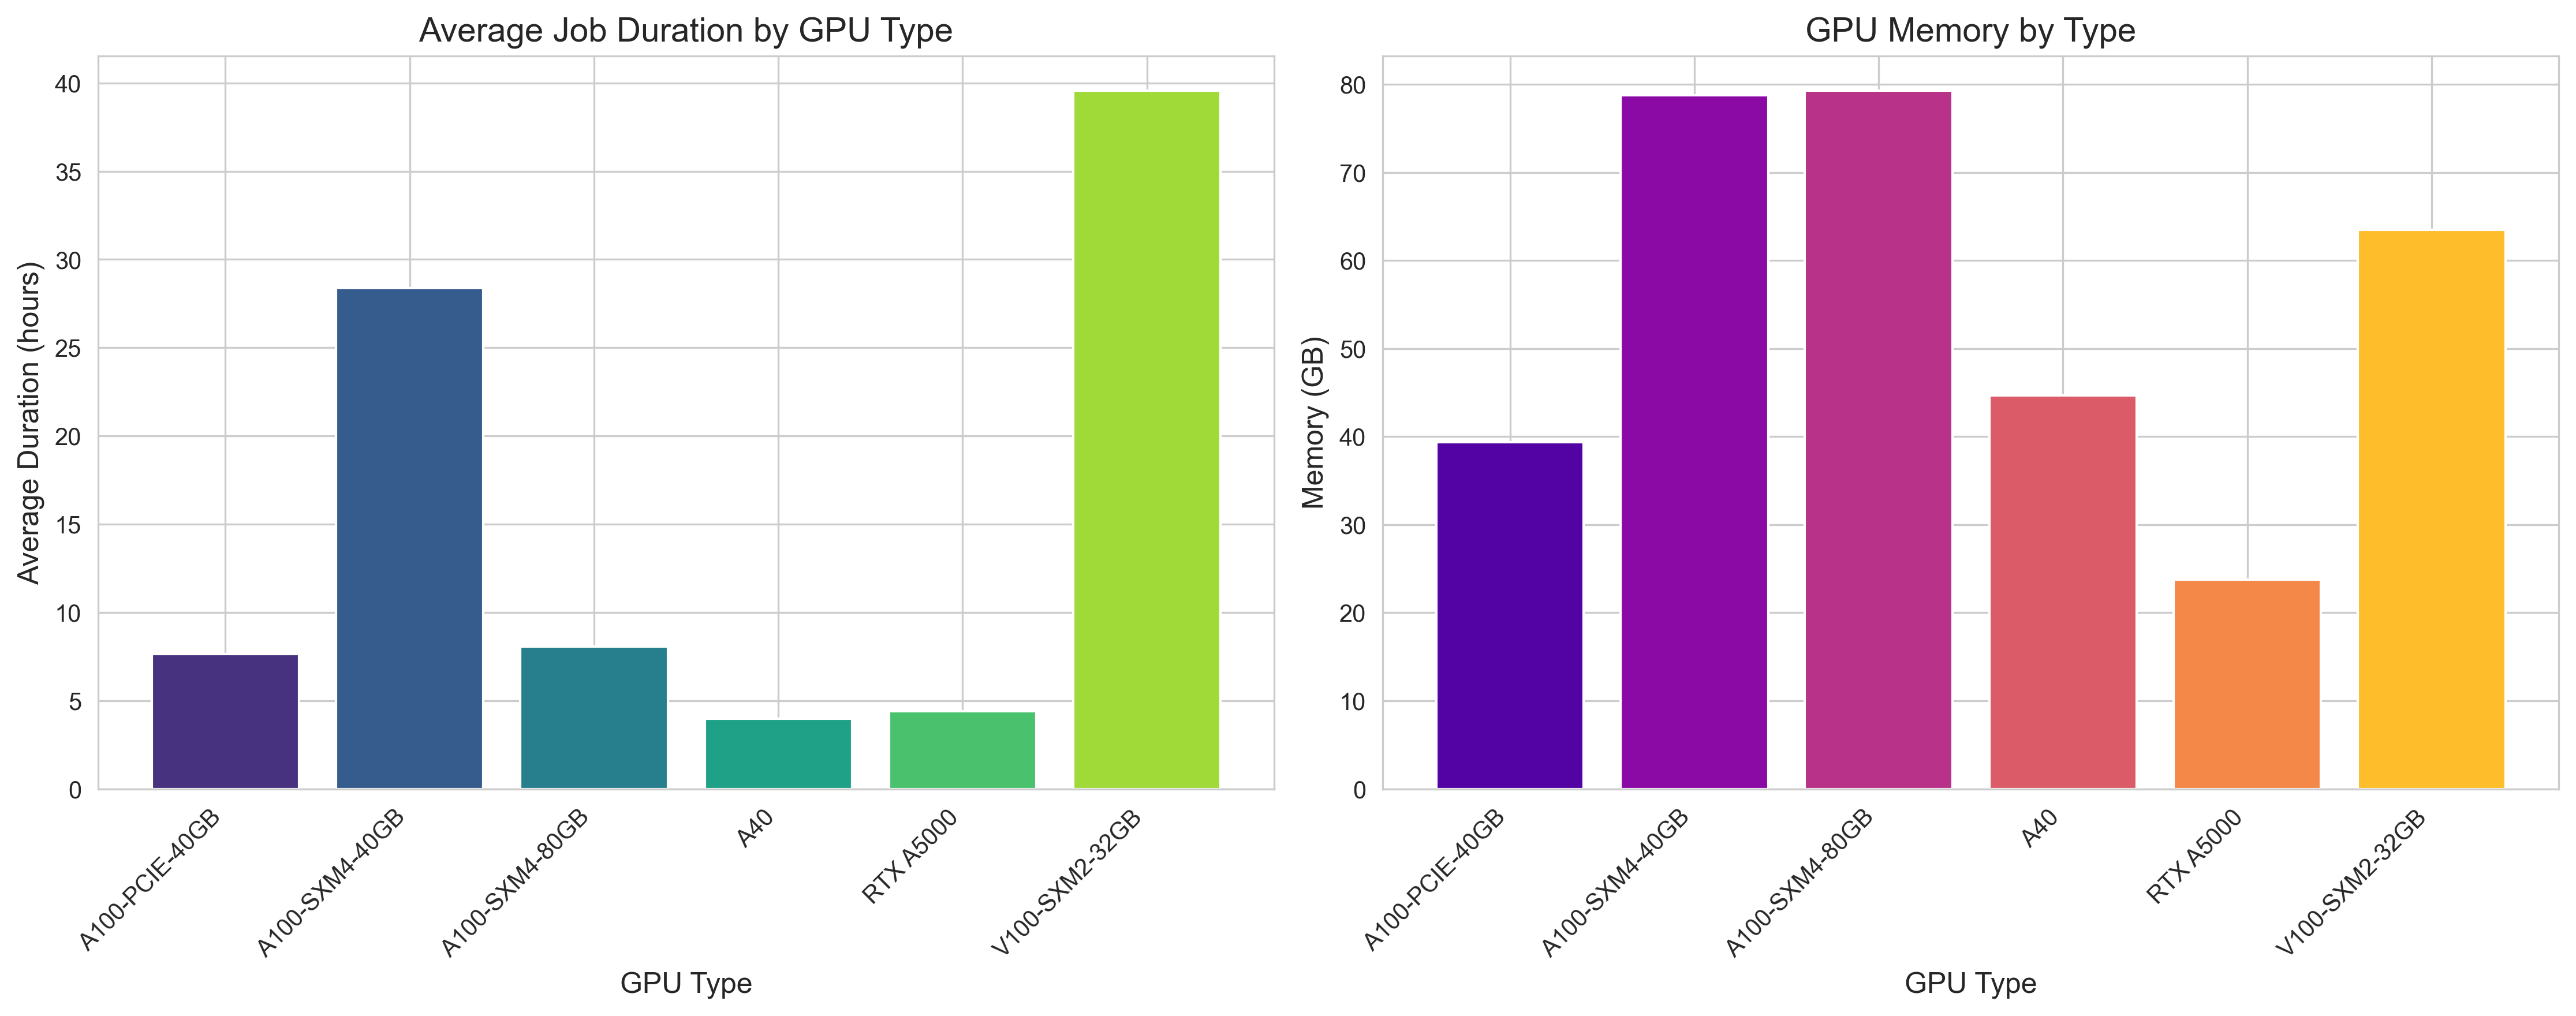 Average Job Duration by GPU Type
Average Duration (hours)
40
35
30
25
20
15
10
5
0
A100-PCIE-40GB
A100-SXM4-40GB
A100-SXM4-80GB
A40
RTX A5000
V100-SXM2-32GB
GPU Type
GPU Memory by Type
Memory (GB)
80
70
60
50
40
30
20
10
0
A100-PCIE-40GB
A100-SXM4-40GB
A100-SXM4-80GB
A40
RTX A5000
V100-SXM2-32GB
GPU Type